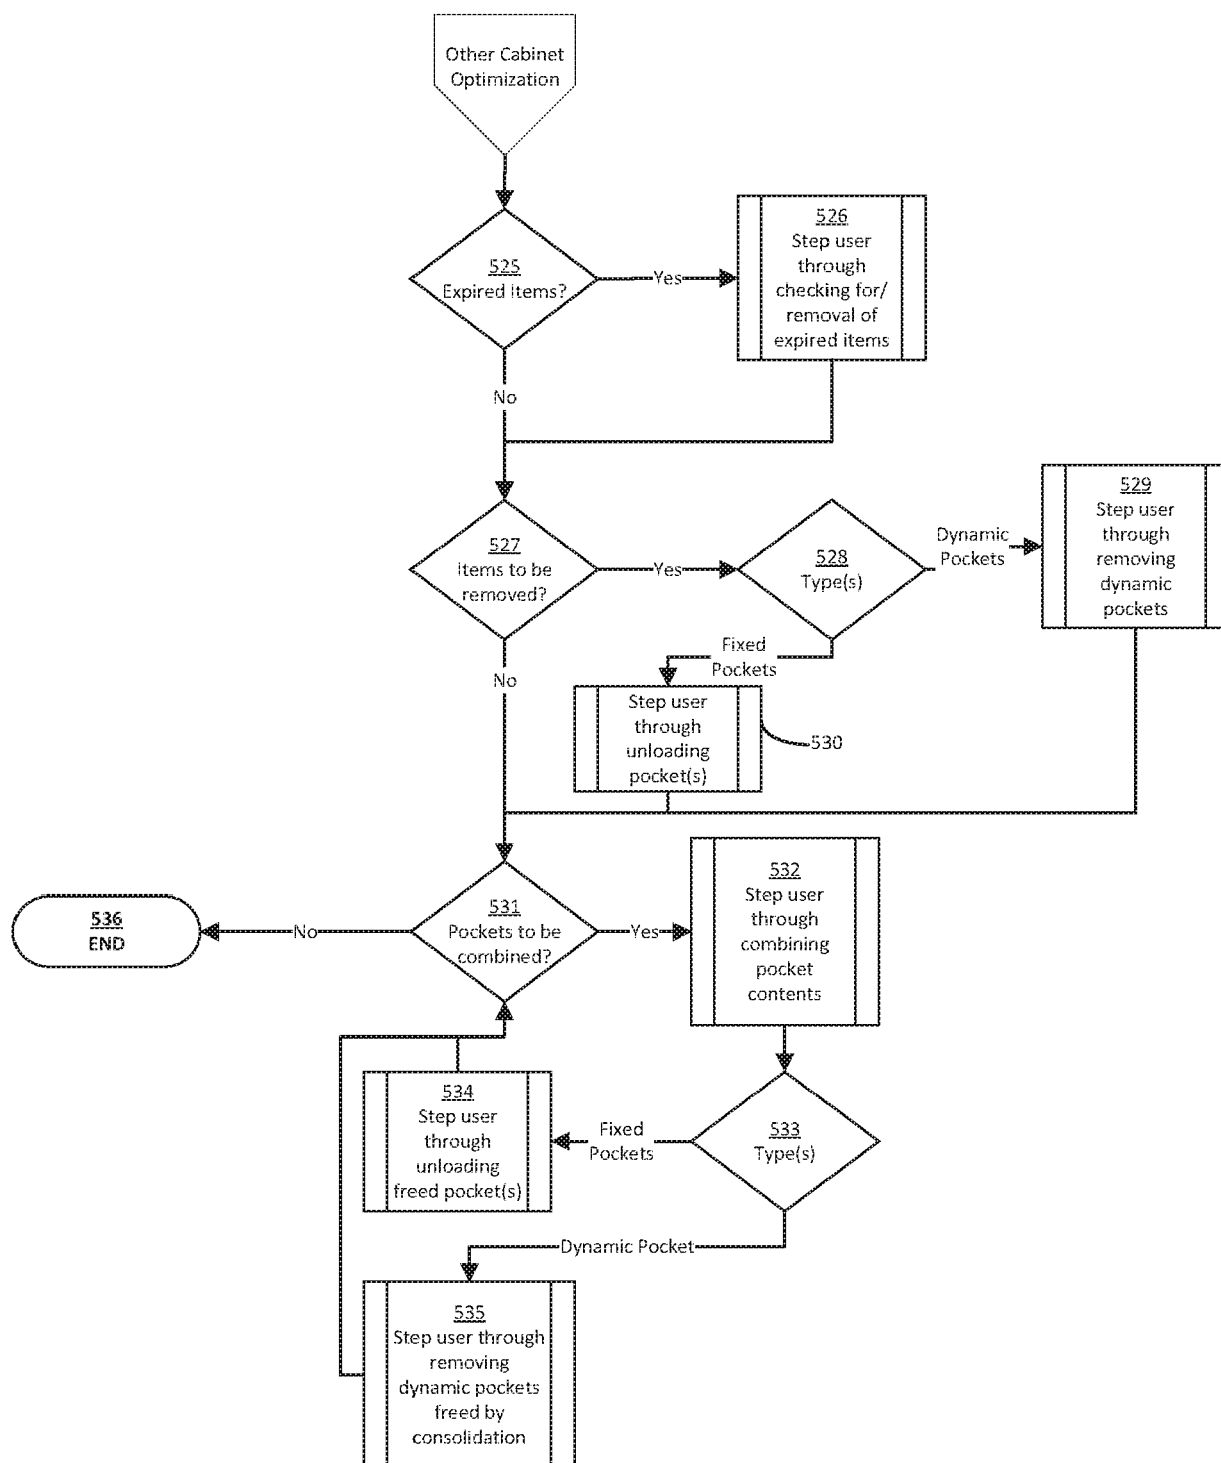 Other Cabinet
Optimization
525
Expired Items?
Yes
526
Step user
through
checking for/
removal of
expired items
No
527
Items to be
removed?
Yes
528
Type(s)
Dynamic
Pockets
529
Step user
through
removing
dynamic
pockets
Fixed
Pockets
No
Step user
through
unloading
pocket(s)
530
536
END
No
531
Pockets to be
combined?
Yes
532
Step user
through
combining
pocket
contents
534
Step user
through
unloading
freed pocket(s)
Fixed
Pockets
533
Type(s)
Dynamic Pocket
535
Step user through
removing
dynamic pockets
freed by
consolidation